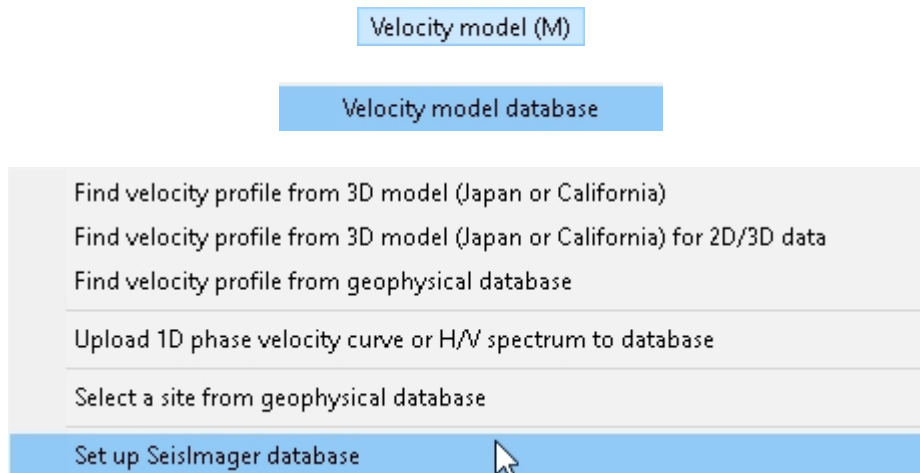 Velocity model (M)
Velocity model database
Find velocity profile from 3D model (Japan or California)
Find velocity profile from 3D model (Japan or California) for 2D/3D data
Find velocity profile from geophysical database
Upload 1D phase velocity curve or H/V spectrum to database
Select a site from geophysical database
Set up SeisImager database